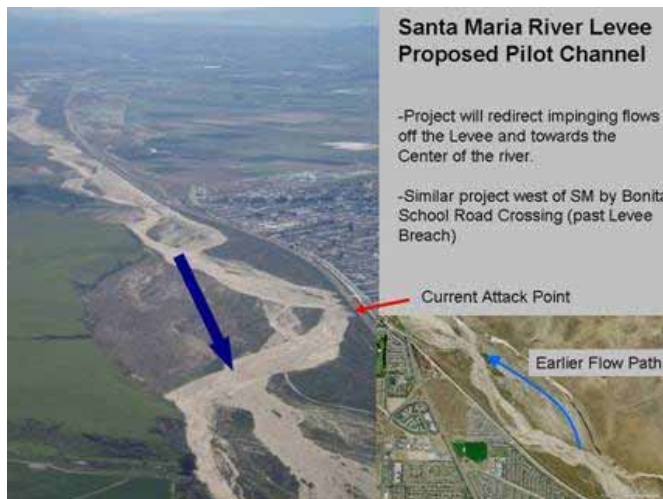 Santa Maria River Levee
Proposed Pilot Channel
-Project will redirect impinging flows
off the Levee and towards the
Center of the river.
-Similar project west of SM by Bonita
School Road Crossing (past Levee
Breach)
Current Attack Point
Earlier Flow Path